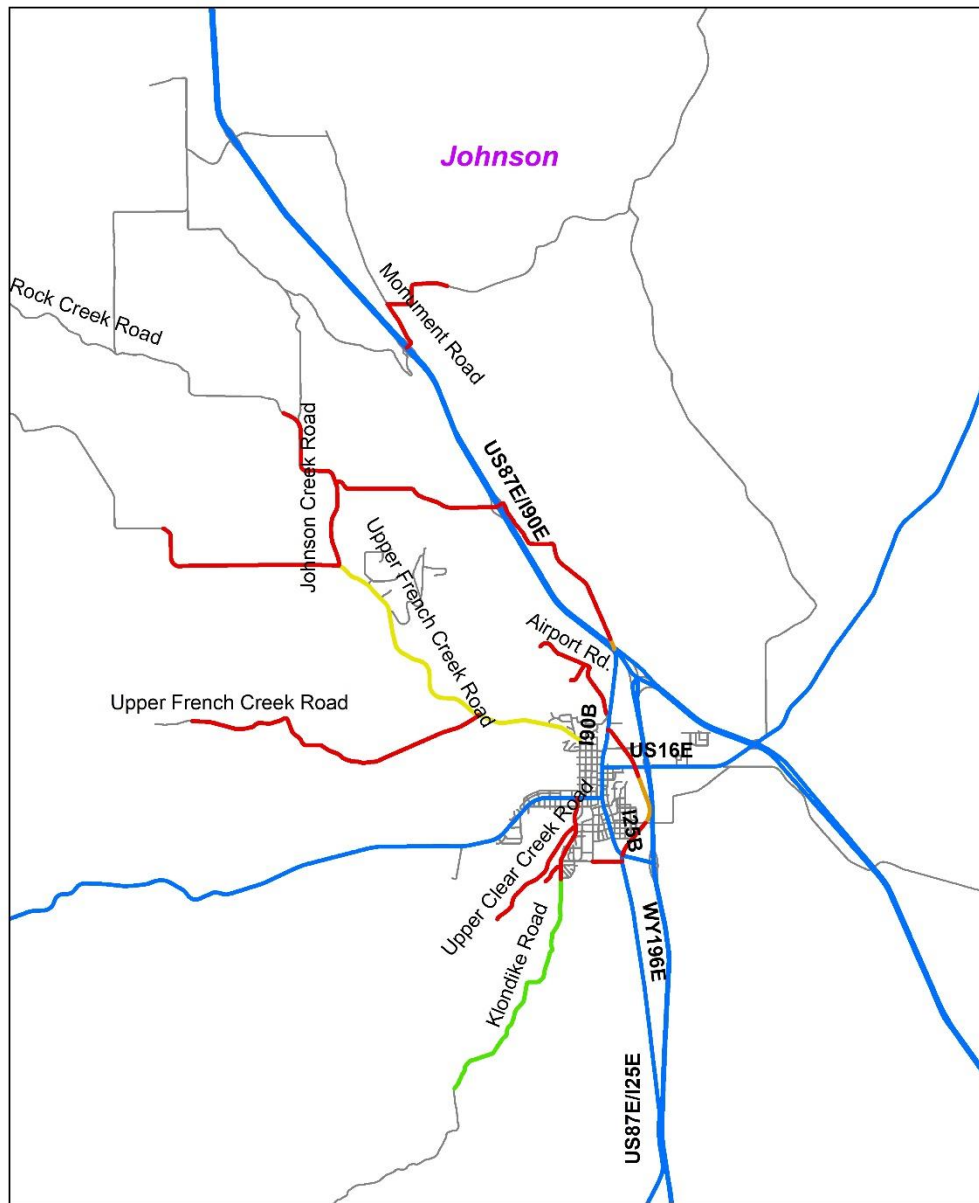 Johnson
Monument Road
Rock Creek Road
Johnson Creek Road
US87E/I90E
Upper French Creek Road
Airport Rd.
Upper French Creek Road
I90B
US16E
I25B
Upper Clear Creek Road
Klondike Road
WY196E
US87E/I25E